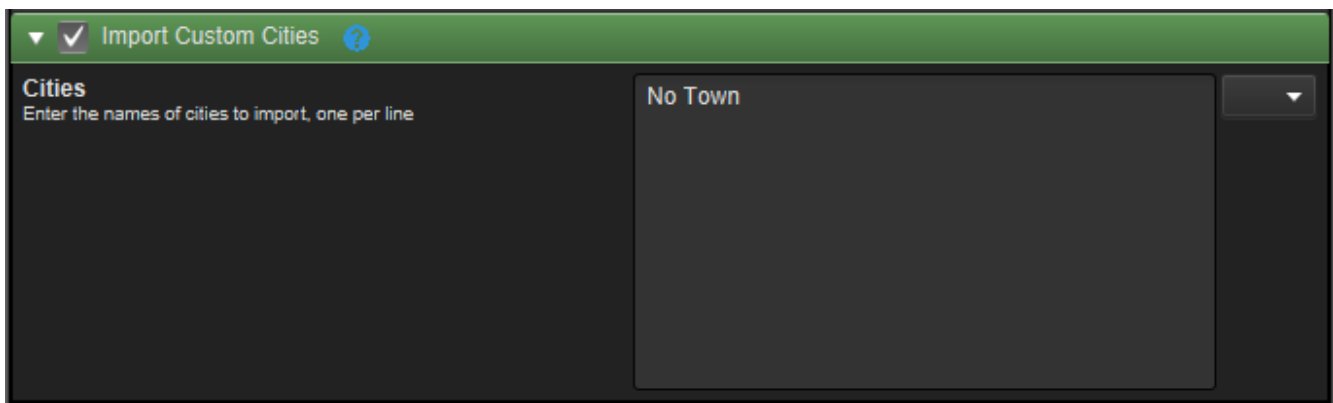 Import Custom Cities ?
Cities
Enter the names of cities to import, one per line
No Town